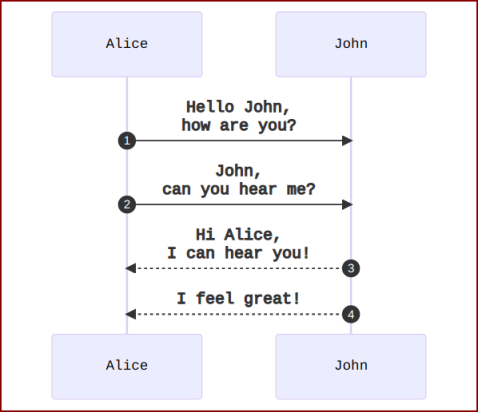 Alice
John
Hello John,
how are you?
1
John,
can you hear me?
2
Hi Alice,
I can hear you!
3
I feel great!
4
Alice
John